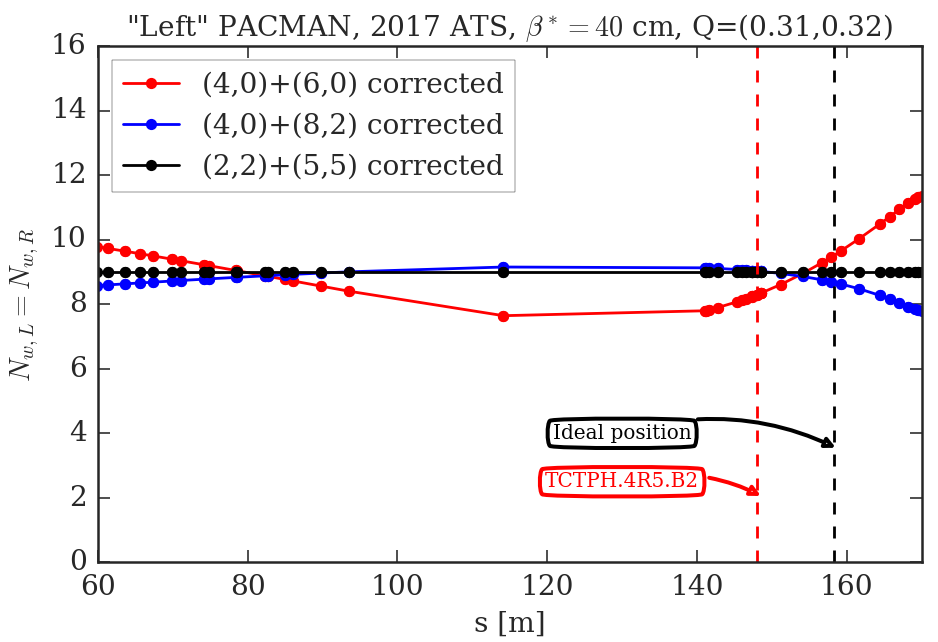 "Left" PACMAN, 2017 ATS, β* = 40 cm, Q=(0.31,0.32)
(4,0)+(6,0) corrected
(4,0)+(8,2) corrected
(2,2)+(5,5) corrected
16
14
12
10
8
6
4
2
0
N_{w, L} = N_{w, R}
Ideal position
TCTPH.4R5.B2
60
80
100
120
140
160
s [m]